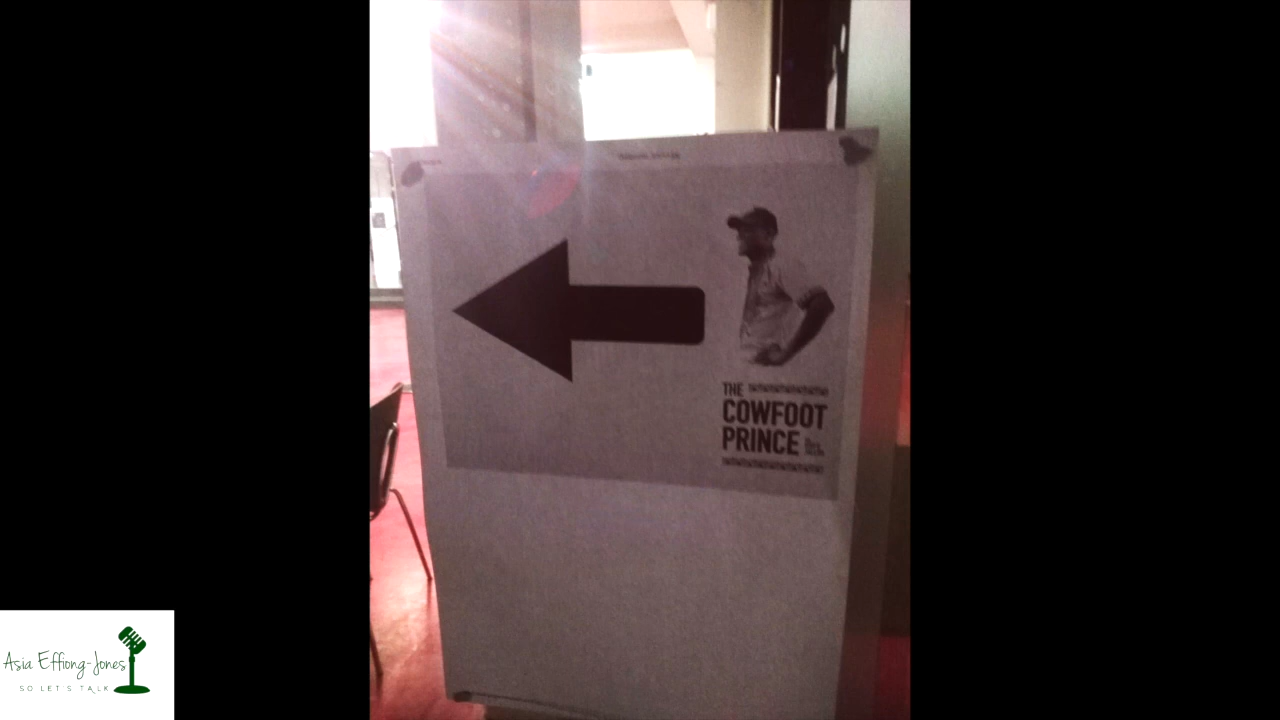 THE
COWFOOT
PRINCE
Asia Effiong-Jones
SO LET'S TALK